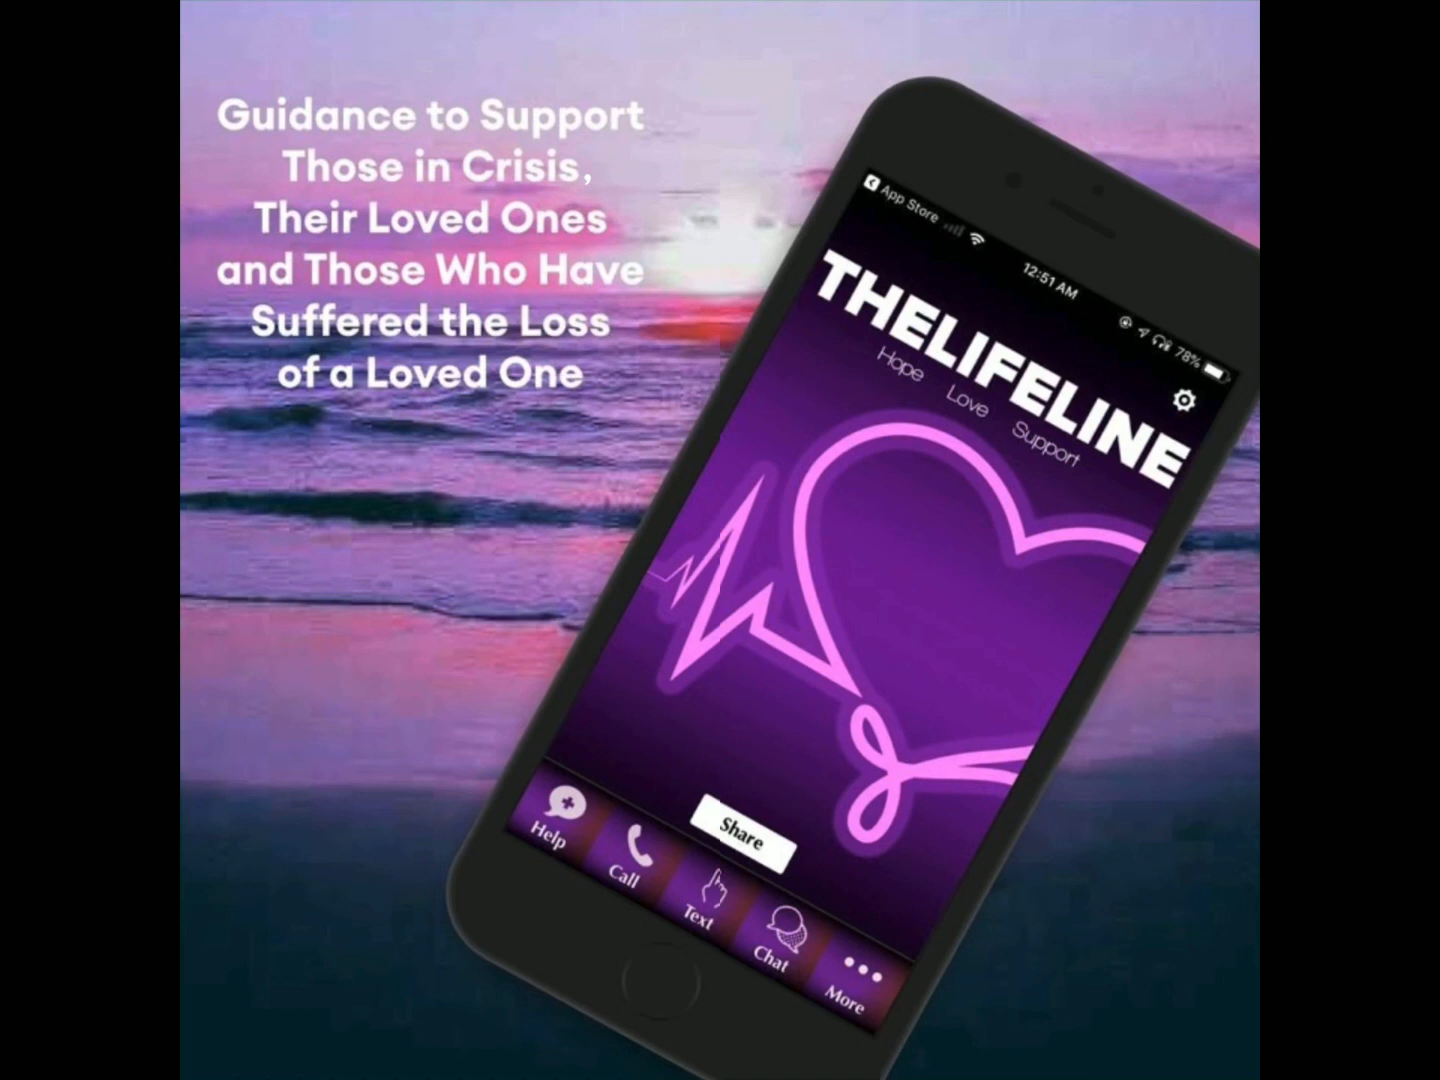 Guidance to Support
Those in Crisis,
Their Loved Ones
and Those Who Have
Suffered the Loss
of a Loved One
App Store
12:51 AM
78%
THELIFELINE
Hope Love Support
Share
Help
Call
Text
Chat
More